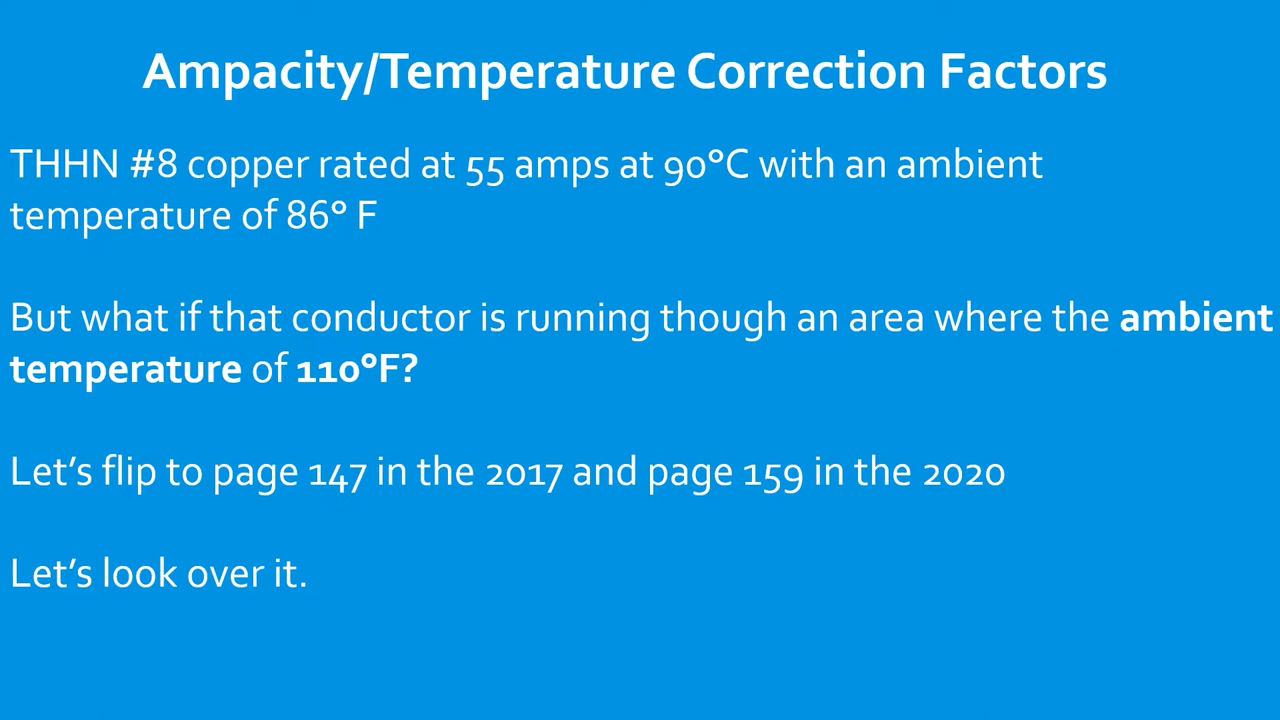 Ampacity/Temperature Correction Factors
THHN #8 copper rated at 55 amps at 90°C with an ambient
temperature of 86° F
But what if that conductor is running though an area where the ambient
temperature of 110°F?
Let’s flip to page 147 in the 2017 and page 159 in the 2020
Let’s look over it.